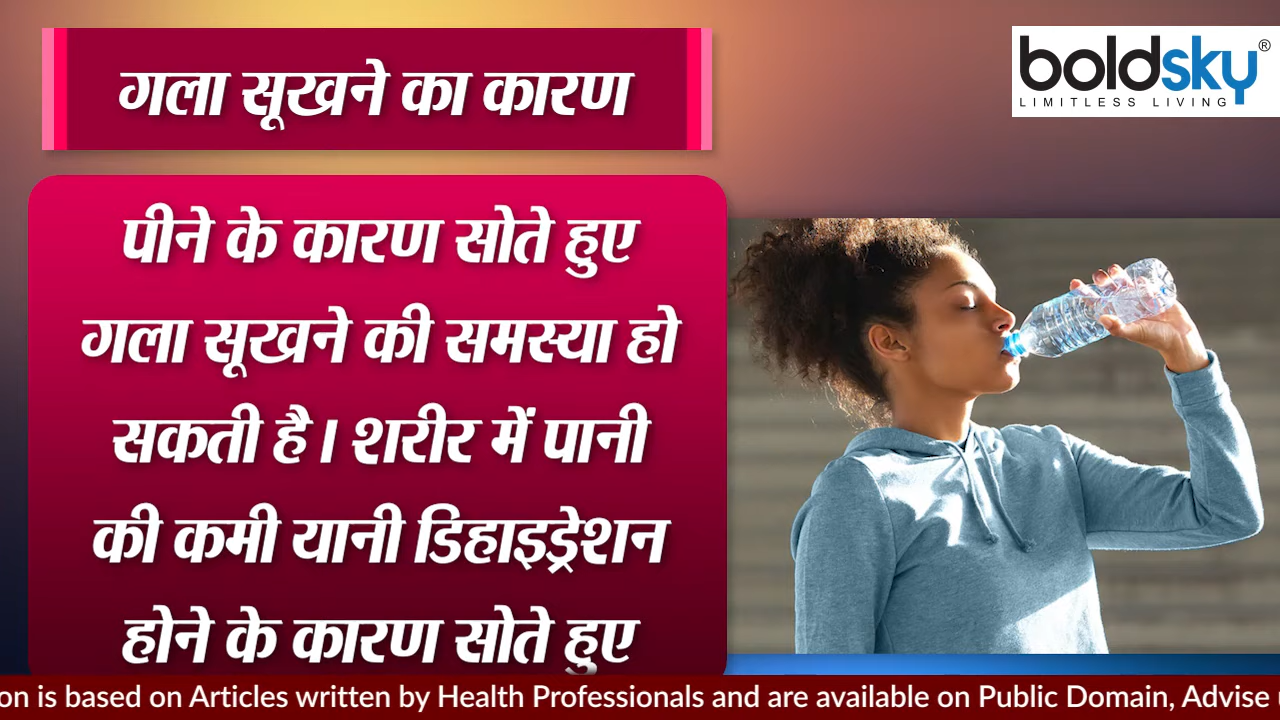 गला सूखने का कारण
boldsky®
LIMITLESS LIVING
पीने के कारण सोते हुए
गला सूखने की समस्या हो
सकती है। शरीर में पानी
की कमी यानी डिहाइड्रेशन
होने के कारण सोते हुए
on is based on Articles written by Health Professionals and are available on Public Domain, Advise